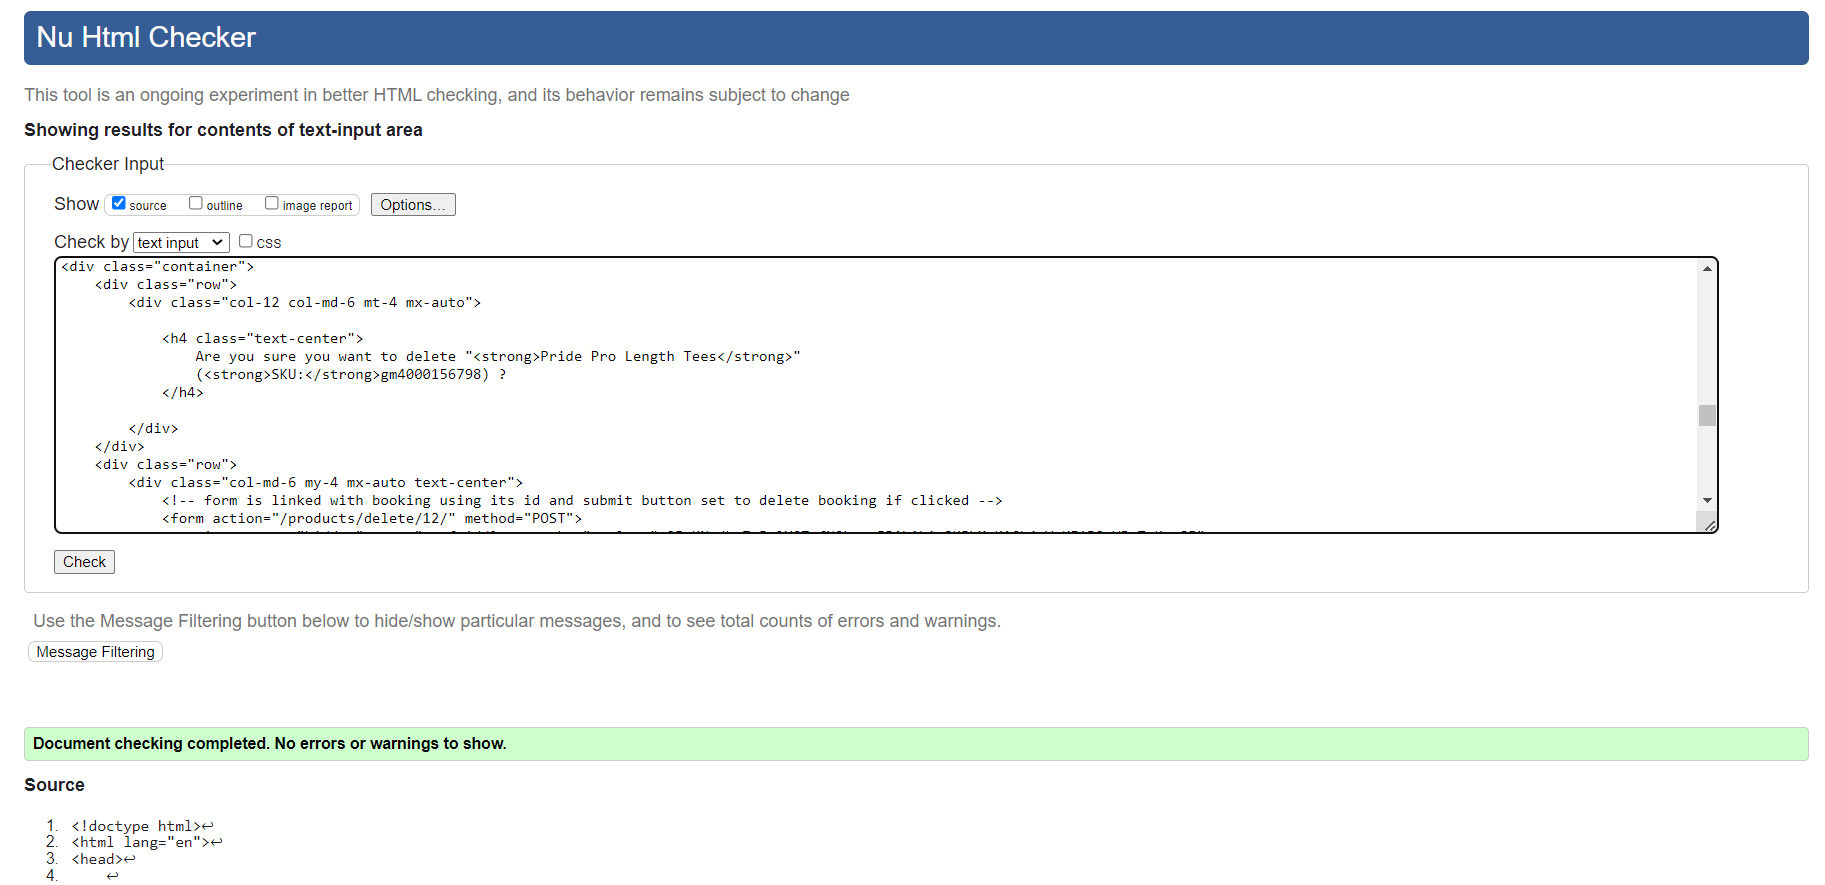 Nu Html Checker
This tool is an ongoing experiment in better HTML checking, and its behavior remains subject to change
Showing results for contents of text-input area
Checker Input
Show source outline image report Options...
Check by text input CSS
<div class="container">
    <div class="row">
        <div class="col-12 col-md-6 mt-4 mx-auto">
            <h4 class="text-center">
                Are you sure you want to delete "<strong>Pride Pro Length Tees</strong>"
                (<strong>SKU:</strong>gm4000156798) ?
            </h4>
        </div>
    </div>
    <div class="row">
        <div class="col-md-6 my-4 mx-auto text-center">
            <!-- form is linked with booking using its id and submit button set to delete booking if clicked -->
            <form action="/products/delete/12/" method="POST">
Check
Use the Message Filtering button below to hide/show particular messages, and to see total counts of errors and warnings.
Message Filtering
Document checking completed. No errors or warnings to show.
Source
1. <!doctype html>↩
2. <html lang="en">↩
3. <head>↩
4. ↩